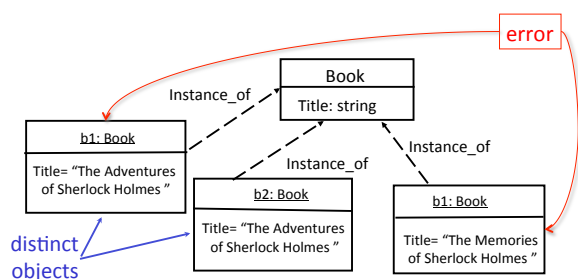 error
Book
Title: string
Instance_of
Instance_of
Instance_of
b1: Book
Title= “The Adventures
of Sherlock Holmes ”
b2: Book
Title= “The Adventures
of Sherlock Holmes ”
b1: Book
Title= “The Memories
of Sherlock Holmes ”
distinct
objects